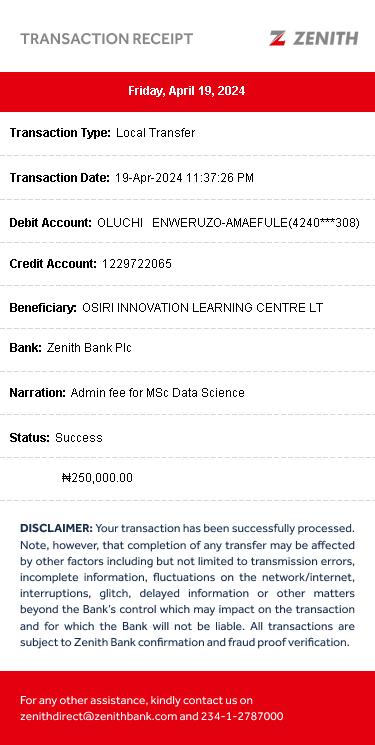 TRANSACTION RECEIPT
ZENITH
Friday, April 19, 2024
Transaction Type: Local Transfer
Transaction Date: 19-Apr-2024 11:37:26 PM
Debit Account: OLUCHI ENWERUZO-AMAEFULE(4240***308)
Credit Account: 1229722065
Beneficiary: OSIRI INNOVATION LEARNING CENTRE LT
Bank: Zenith Bank Plc
Narration: Admin fee for MSc Data Science
Status: Success
₦250,000.00
DISCLAIMER: Your transaction has been successfully processed.
Note, however, that completion of any transfer may be affected
by other factors including but not limited to transmission errors,
incomplete information, fluctuations on the network/internet,
interruptions, glitch, delayed information or other matters
beyond the Bank's control which may impact on the transaction
and for which the Bank will not be liable. All transactions are
subject to Zenith Bank confirmation and fraud proof verification.
For any other assistance, kindly contact us on
zenithdirect@zenithbank.com and 234-1-2787000